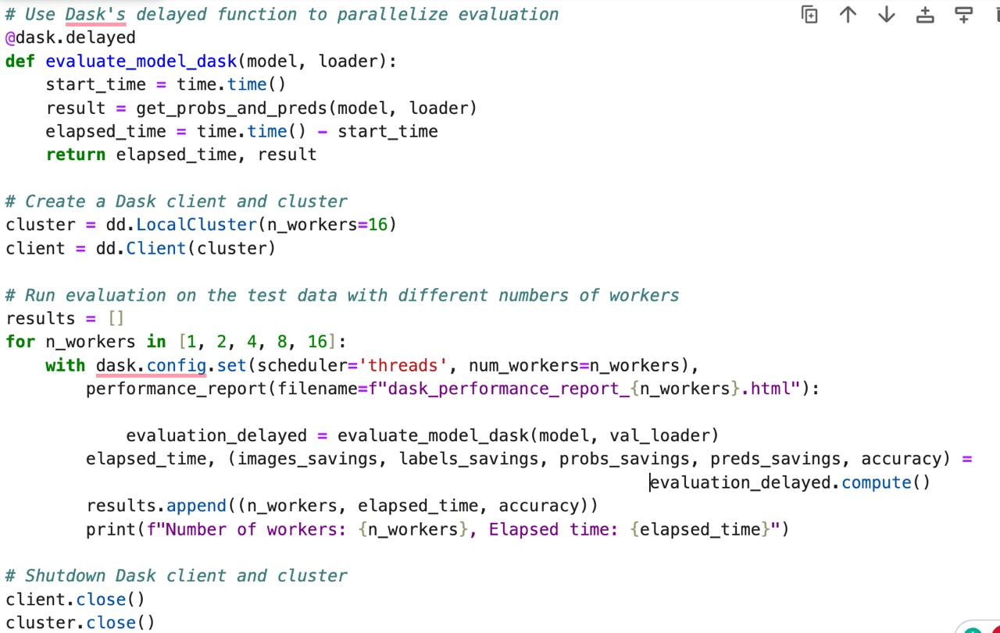 # Use Dask's delayed function to parallelize evaluation
@dask.delayed
def evaluate_model_dask(model, loader):
    start_time = time.time()
    result = get_probs_and_preds(model, loader)
    elapsed_time = time.time() - start_time
    return elapsed_time, result

# Create a Dask client and cluster
cluster = dd.LocalCluster(n_workers=16)
client = dd.Client(cluster)

# Run evaluation on the test data with different numbers of workers
results = []
for n_workers in [1, 2, 4, 8, 16]:
    with dask.config.set(scheduler='threads', num_workers=n_workers),
        performance_report(filename=f"dask_performance_report_{n_workers}.html"):

            evaluation_delayed = evaluate_model_dask(model, val_loader)
        elapsed_time, (images_savings, labels_savings, probs_savings, preds_savings, accuracy) =
                                                                evaluation_delayed.compute()
        results.append((n_workers, elapsed_time, accuracy))
        print(f"Number of workers: {n_workers}, Elapsed time: {elapsed_time}")

# Shutdown Dask client and cluster
client.close()
cluster.close()